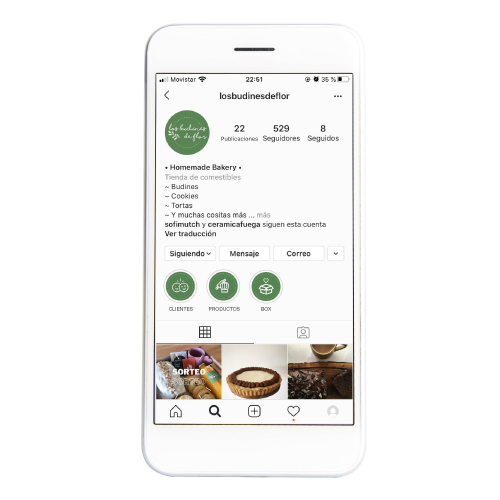 Movistar 22:51 35 %
losbudinesdeflor
los budines
de flor
22 529 8
Publicaciones Seguidores Seguidos
• Homemade Bakery •
Tienda de comestibles
~ Budines
~ Cookies
~ Tortas
~ Y muchas cositas más ... más
sofimutch y ceramicafuega siguen esta cuenta
Ver traducción
Siguiendo Mensaje Correo
CLIENTES PRODUCTOS BOX
SORTEO
SORTEO